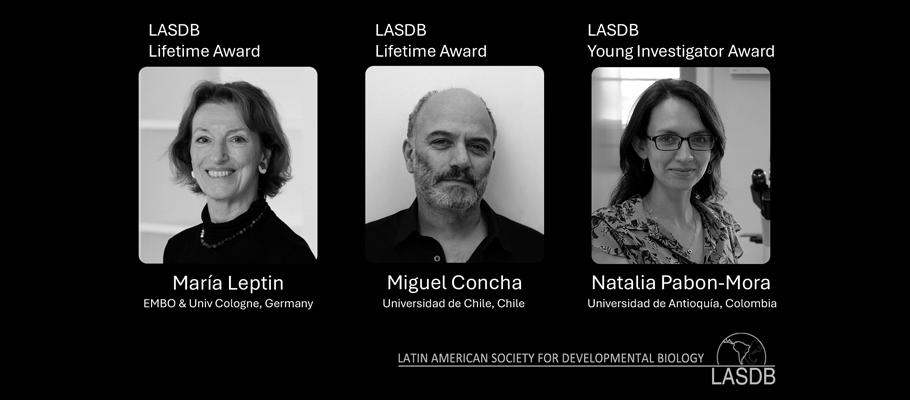 LASDB
Lifetime Award
LASDB
Lifetime Award
LASDB
Young Investigator Award
María Leptin
EMBO & Univ Cologne, Germany
Miguel Concha
Universidad de Chile, Chile
Natalia Pabon-Mora
Universidad de Antioquía, Colombia
LATIN AMERICAN SOCIETY FOR DEVELOPMENTAL BIOLOGY
LASDB